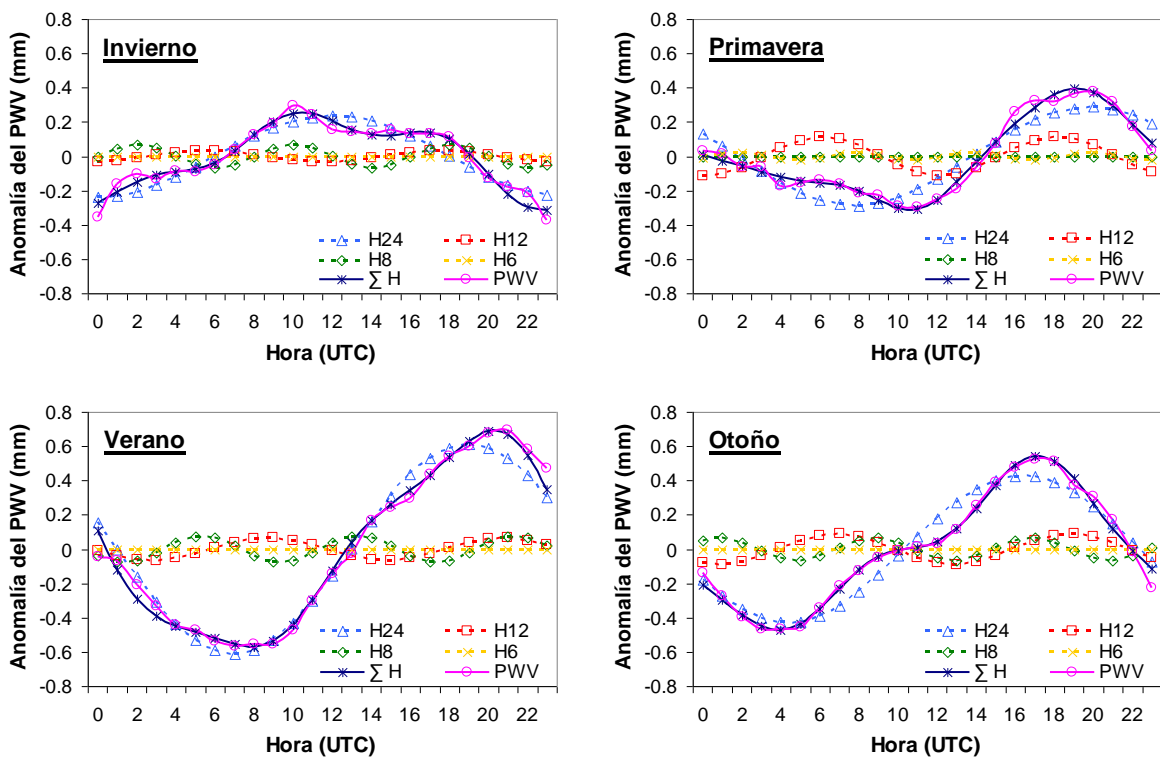 Invierno
Anomalía del PWV (mm)
0.8
0.6
0.4
0.2
0
-0.2
-0.4
-0.6
-0.8
H24 H12
H8 H6
∑ H PWV
0 2 4 6 8 10 12 14 16 18 20 22
Hora (UTC)
Primavera
Anomalía del PWV (mm)
0.8
0.6
0.4
0.2
0
-0.2
-0.4
-0.6
-0.8
H24 H12
H8 H6
∑ H PWV
0 2 4 6 8 10 12 14 16 18 20 22
Hora (UTC)
Verano
Anomalía del PWV (mm)
0.8
0.6
0.4
0.2
0
-0.2
-0.4
-0.6
-0.8
H24 H12
H8 H6
∑ H PWV
0 2 4 6 8 10 12 14 16 18 20 22
Hora (UTC)
Otoño
Anomalía del PWV (mm)
0.8
0.6
0.4
0.2
0
-0.2
-0.4
-0.6
-0.8
H24 H12
H8 H6
∑ H PWV
0 2 4 6 8 10 12 14 16 18 20 22
Hora (UTC)